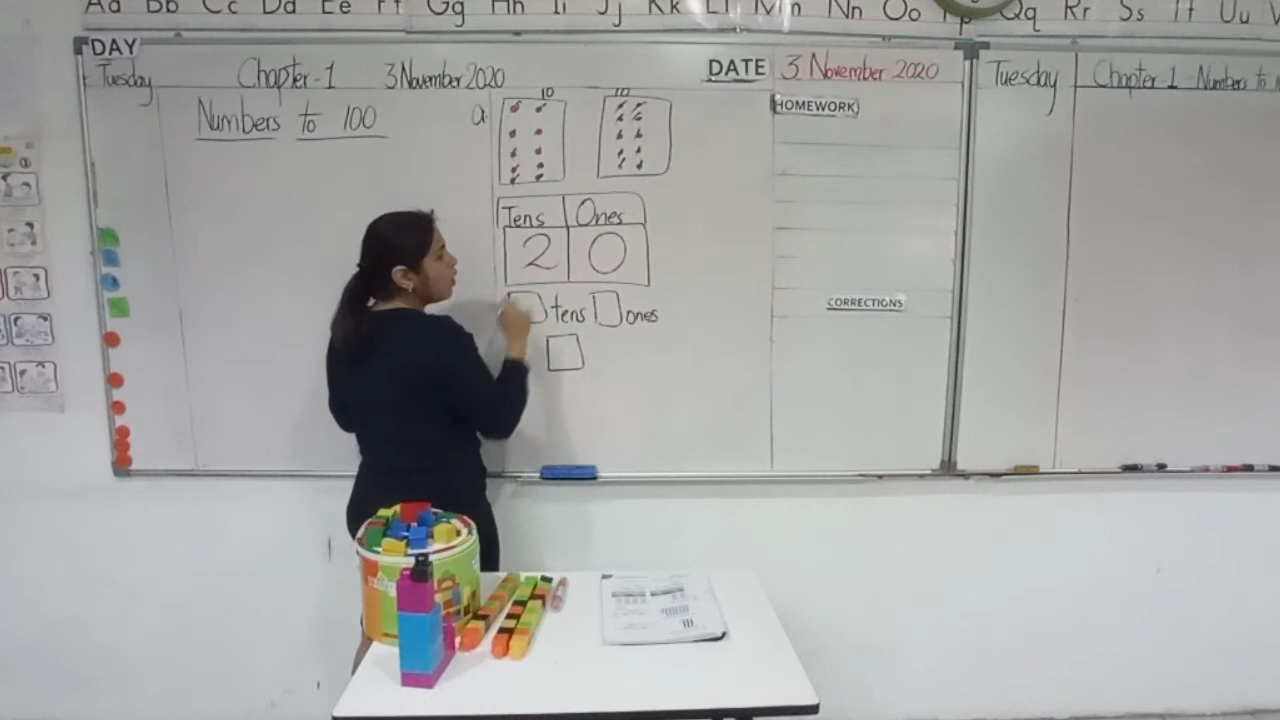 Aa Bb Cc Dd Ee Ff Gg Hh Ii Jj Kk Ll Mm Nn Oo Pp Qq Rr Ss Tt Uu
DAY
Tuesday
Chapter-1 3 November 2020
DATE
3 November 2020
Numbers to 100
a.
10
10
Tens Ones
2 0
tens ones
HOMEWORK
CORRECTIONS
Tuesday
Chapter 1 Numbers to